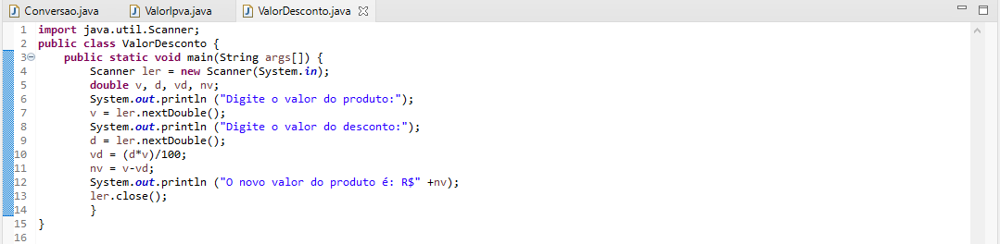 Conversao.java ValorIpva.java ValorDesconto.java
1 import java.util.Scanner;
2 public class ValorDesconto {
3 public static void main(String args[]) {
4 Scanner ler = new Scanner(System.in);
5 double v, d, vd, nv;
6 System.out.println ("Digite o valor do produto:");
7 v = ler.nextDouble();
8 System.out.println ("Digite o valor do desconto:");
9 d = ler.nextDouble();
10 vd = (d*v)/100;
11 nv = v-vd;
12 System.out.println ("O novo valor do produto é: R$" +nv);
13 ler.close();
14 }
15 }
16